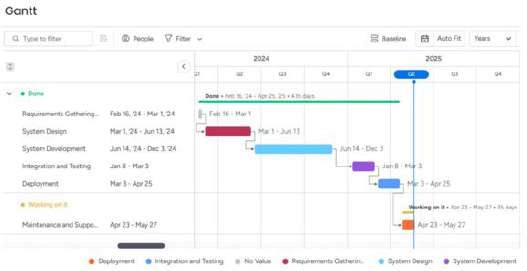 Gantt
Type to filter
People
Filter
Baseline
Auto Fit
Years
2024
2025
Q1
Q2
Q3
Q4
Q1
Q2
Q3
Q4
Done
Done • Feb 16, '24 - Apr 25, '25 • 435 days
Requirements Gathering... Feb 16, '24 - Mar 1, '24
Feb 16 - Mar 1
System Design Mar 1, '24 - Jun 13, '24
Mar 1 - Jun 13
System Development Jun 14, '24 - Dec 3, '24
Jun 14 - Dec 3
Integration and Testing Jan 8 - Mar 3
Jan 8 - Mar 3
Deployment Mar 3 - Apr 25
Mar 3 - Apr 25
Working on it
Working on it • Apr 23 - May 27 • 35 days
Maintenance and Suppo... Apr 23 - May 27
Apr 23 - May 27
Deployment
Integration and Testing
No Value
Requirements Gatherin...
System Design
System Development